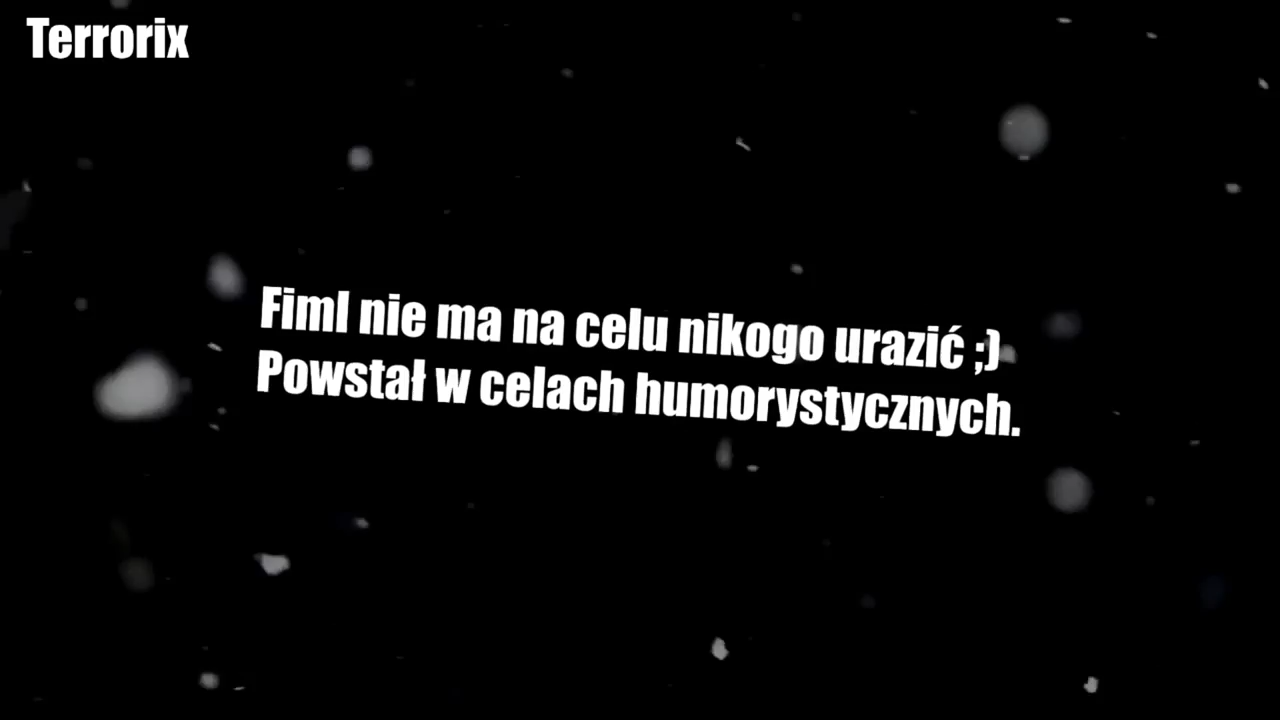 Terrorix
Fiml nie ma na celu nikogo urazić ;)
Powstał w celach humorystycznych.